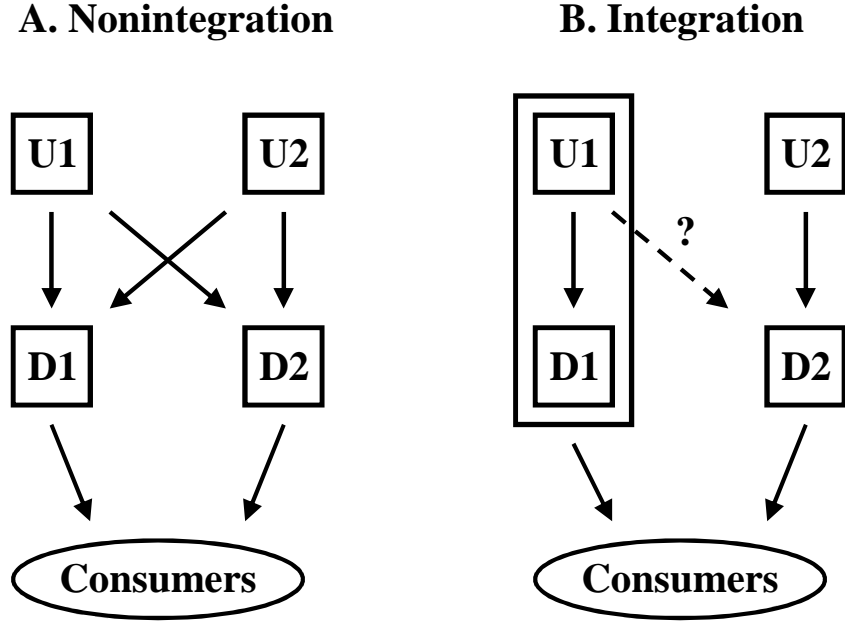 A. Nonintegration
B. Integration
U1
U2
U1
U2
?
D1
D2
D1
D2
Consumers
Consumers